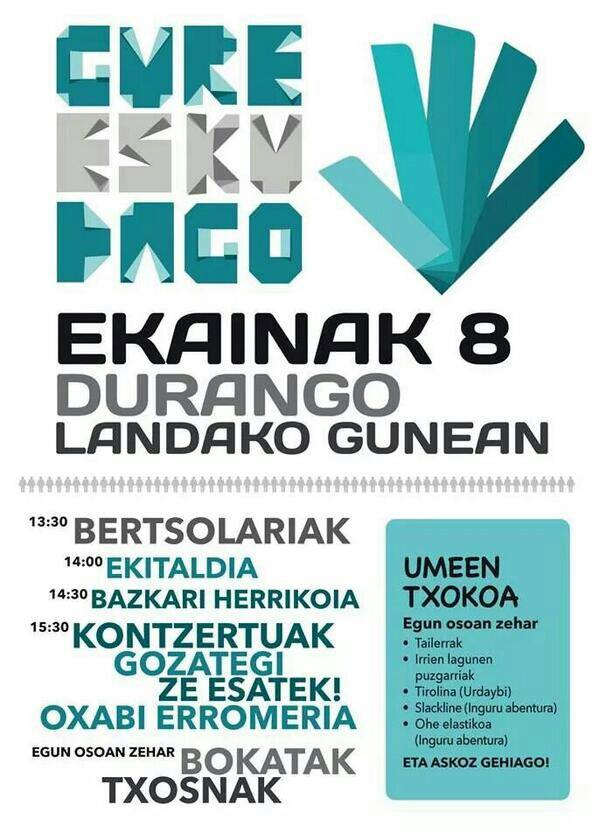 GURE
ESKU
DAGO
EKAINAK 8
DURANGO
LANDAKO GUNEAN
13:30 BERTSOLARIAK
14:00 EKITALDIA
14:30 BAZKARI HERRIKOIA
15:30 KONTZERTUAK
GOZATEGI
ZE ESATEK!
OXABI ERROMERIA
EGUN OSOAN ZEHAR BOKATAK
TXOSNAK
UMEEN
TXOKOA
Egun osoan zehar
• Tailerrak
• Irrien lagunen
puzgarriak
• Tirolina (Urdaybi)
• Slackline (Inguru abentura)
• Ohe elastikoa
(Inguru abentura)
ETA ASKOZ GEHIAGO!